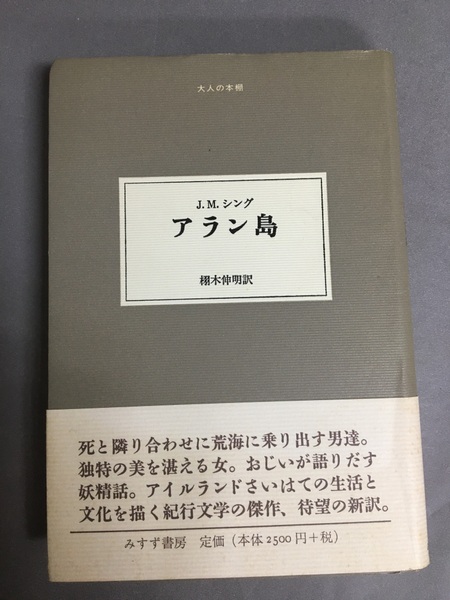 大人の本棚
J.M.シング
アラン島
栩木伸明訳
死と隣り合わせに荒海に乗り出す男達。
独特の美を湛える女。おじいが語りだす
妖精話。アイルランドさいはての生活と
文化を描く紀行文学の傑作、待望の新訳。
みすず書房 定価（本体2500円＋税）